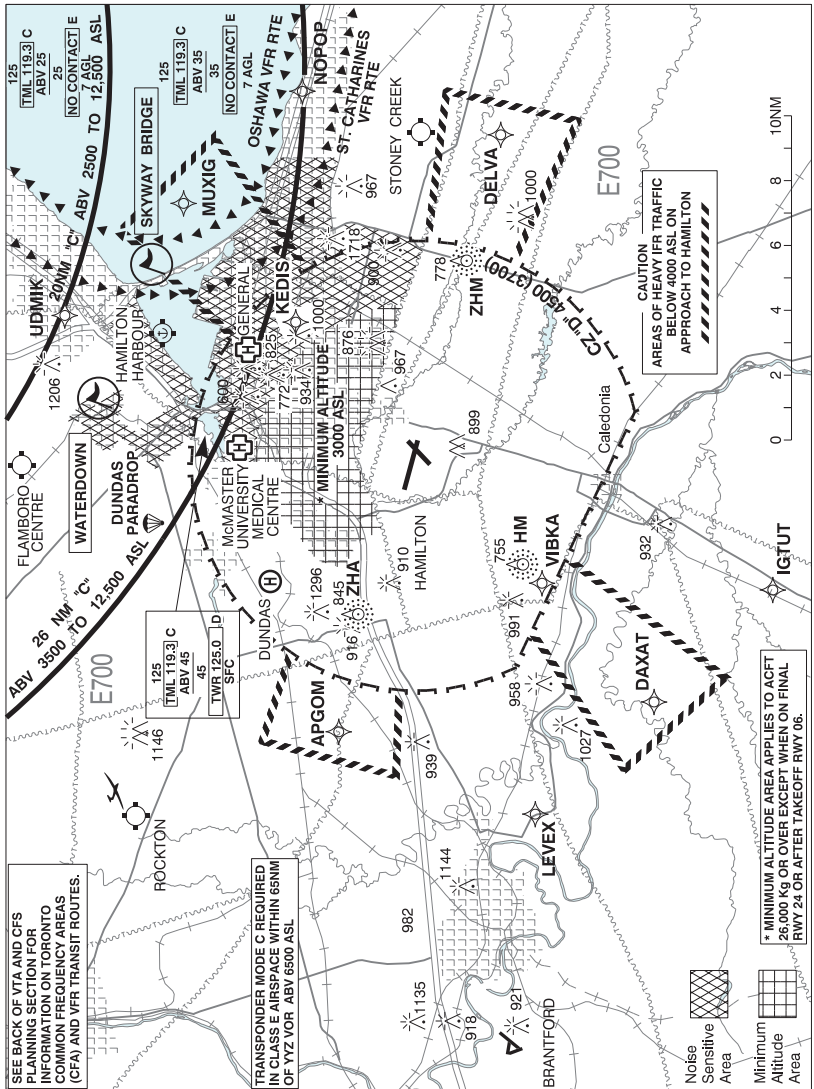 SEE BACK OF VTA AND CFS
PLANNING SECTION FOR
INFORMATION ON TORONTO
COMMON FREQUENCY AREAS
(CFA) AND VFR TRANSIT ROUTES.
TRANSPONDER MODE C REQUIRED
IN CLASS E AIRSPACE WITHIN 65NM
OF YYZ VOR ABV 6500 ASL
ROCKTON
1146
E700
26 NM "C"
ABV 3500 TO 12,500 ASL
125
TML 119.3 C
ABV 45
45
TWR 125.0 D
SFC
FLAMBORO
CENTRE
WATERDOWN
DUNDAS
PARADROP
1206
UDMIK
20NM "C" ABV 2500 TO 12,500 ASL
125
TML 119.3 C
ABV 25
25
NO CONTACT E
7 AGL
125
TML 119.3 C
ABV 35
35
NO CONTACT E
7 AGL
SKYWAY BRIDGE
MUXIG
HAMILTON
HARBOUR
OSHAWA VFR RTE
NOPOP
ST. CATHARINES
VFR RTE
STONEY CREEK
967
1718
900
GENERAL
KEDIS
1600
825
772
934
1000
876
967
* MINIMUM ALTITUDE
3000 ASL
McMASTER
UNIVERSITY
MEDICAL
CENTRE
DUNDAS
H
1296
845
916
ZHA
910
HAMILTON
899
APGOM
939
982
1144
1135
918
921
BRANTFORD
LEVEX
958
991
1027
755
HM
VIBKA
DAXAT
932
IGTUT
Caledonia
CZ 'D' 4500 (3700)
ZHM
778
DELVA
1000
E700
CAUTION
AREAS OF HEAVY IFR TRAFFIC
BELOW 4000 ASL ON
APPROACH TO HAMILTON
0 2 4 6 8 10NM
* MINIMUM ALTITUDE AREA APPLIES TO ACFT
26,000 Kg OR OVER EXCEPT WHEN ON FINAL
RWY 24 OR AFTER TAKEOFF RWY 06.
Noise
Sensitive
Area
Minimum
Altitude
Area